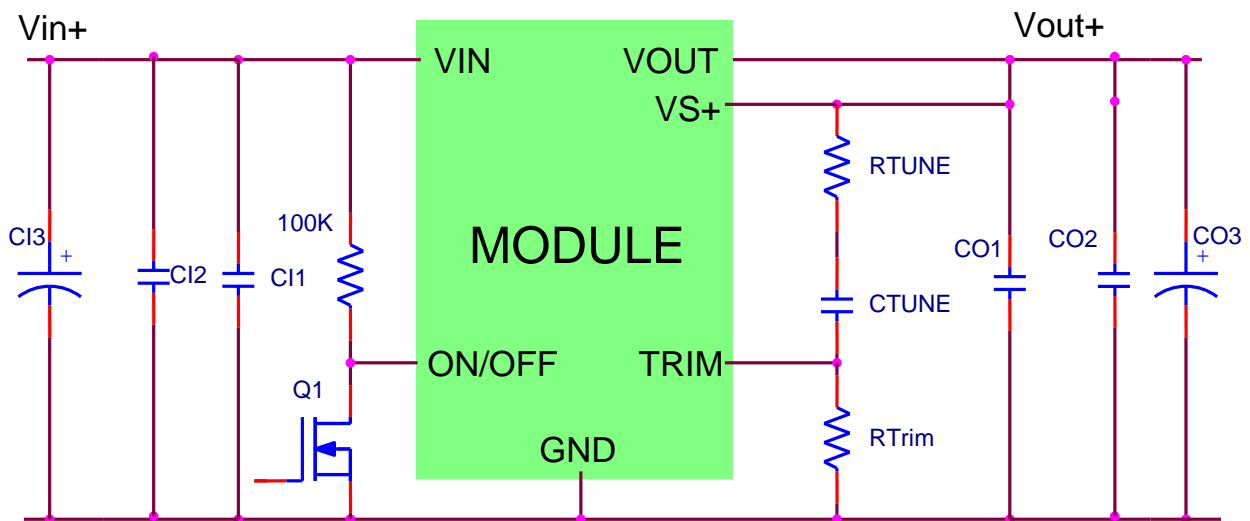 Vin+
Vout+
VIN
VOUT
VS+
RTUNE
100K
CI3
+
CI2
CI1
MODULE
CO1
CO2
CO3
+
CTUNE
ON/OFF
TRIM
Q1
RTrim
GND